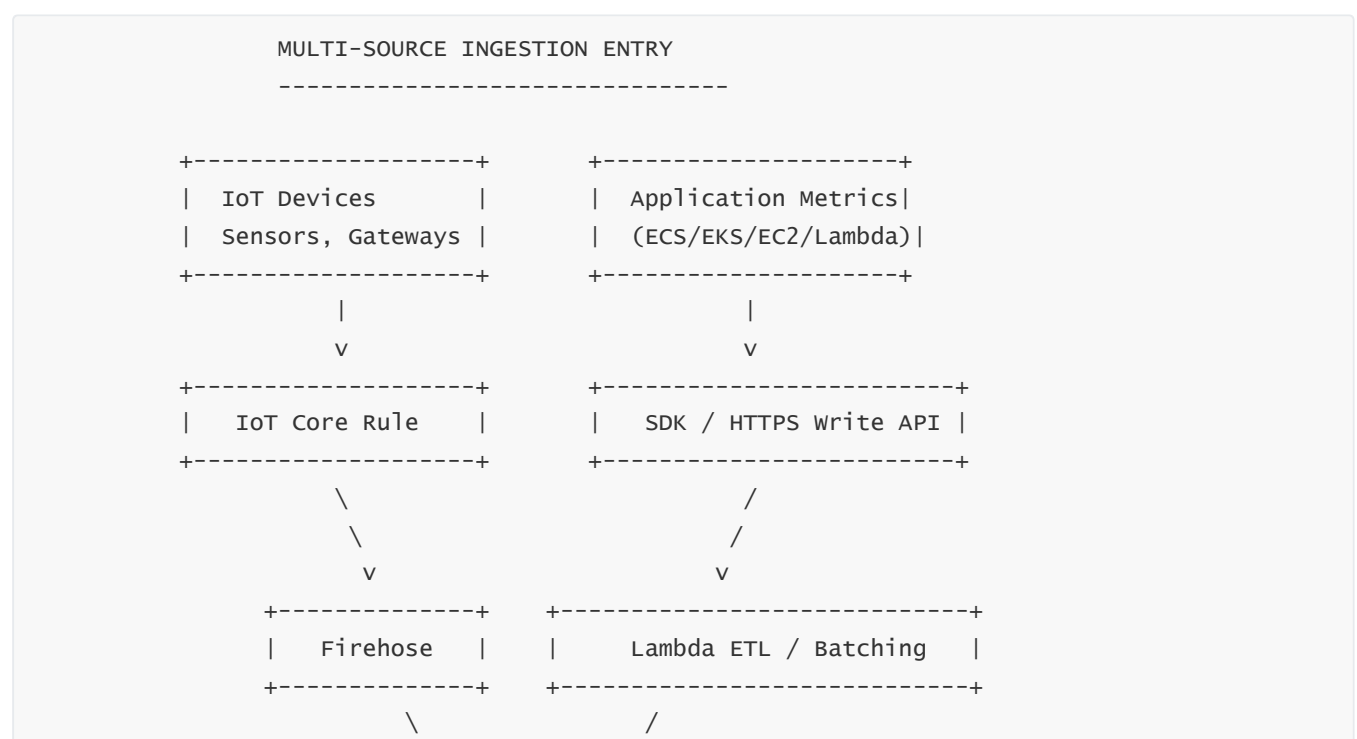 MULTI-SOURCE INGESTION ENTRY
--------------------------------
+--------------------+       +---------------------+
|  IoT Devices       |       |  Application Metrics|
|  Sensors, Gateways |       |  (ECS/EKS/EC2/Lambda)|
+--------------------+       +---------------------+
|                            |
v                            v
+--------------------+       +-------------------------+
|   IoT Core Rule    |       |   SDK / HTTPS Write API |
+--------------------+       +-------------------------+
\                            /
\                          /
v                        v
+--------------+    +-----------------------------+
|   Firehose   |    |     Lambda ETL / Batching   |
+--------------+    +-----------------------------+
\                /